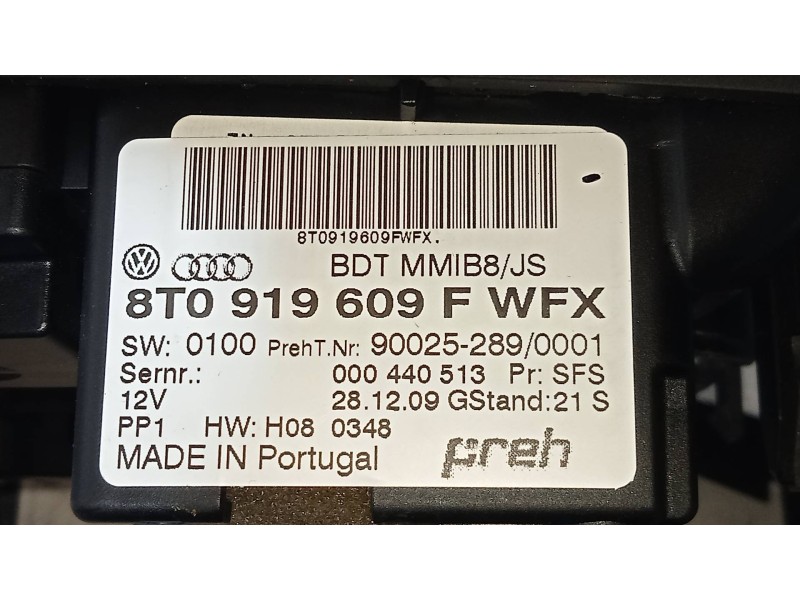 8T0919609FWFX.
BDT MMIB8/JS
8T0 919 609 F WFX
SW: 0100 PrehT.Nr: 90025-289/0001
Sernr.: 000 440 513 Pr: SFS
12V 28.12.09 GStand: 21 S
PP1 HW: H08 0348
MADE IN Portugal preh